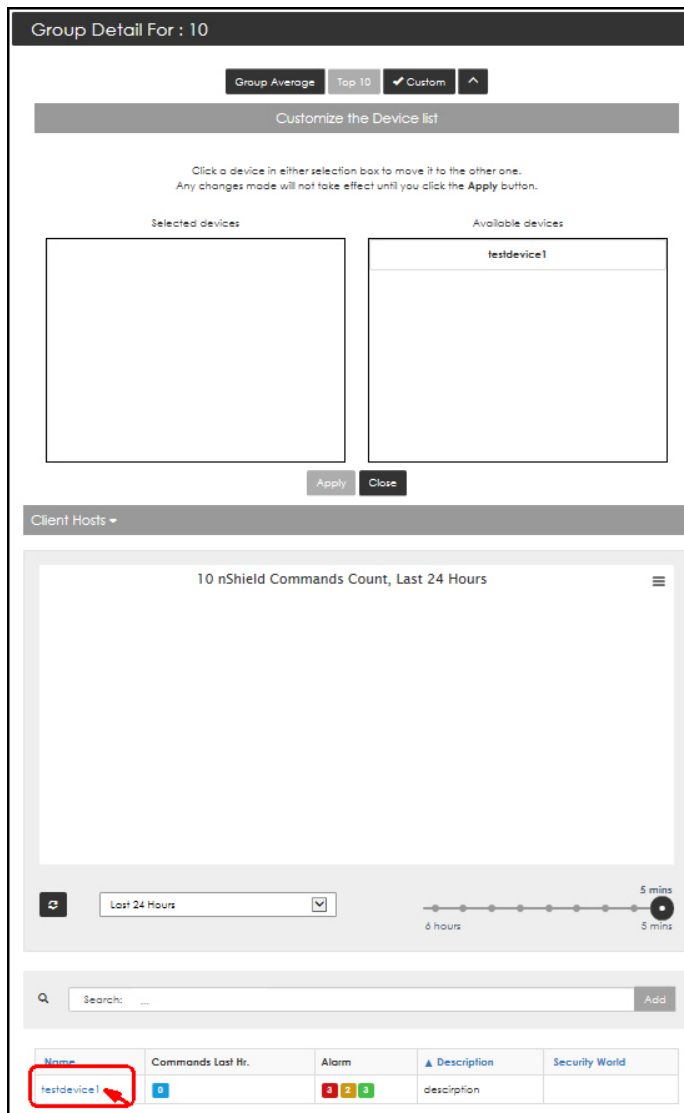 Group Detail For : 10
Group Average Top 10 ✔ Custom
Customize the Device list
Click a device in either selection box to move it to the other one.
Any changes made will not take effect until you click the Apply button.
Selected devices Available devices
testdevice1
Apply Close
Client Hosts
10 nShield Commands Count, Last 24 Hours
5 mins
Last 24 Hours
6 hours 5 mins
Search: ... Add
Name Commands Last Hr. Alarm ▲ Description Security World
testdevice1 0 3 2 3 descirption